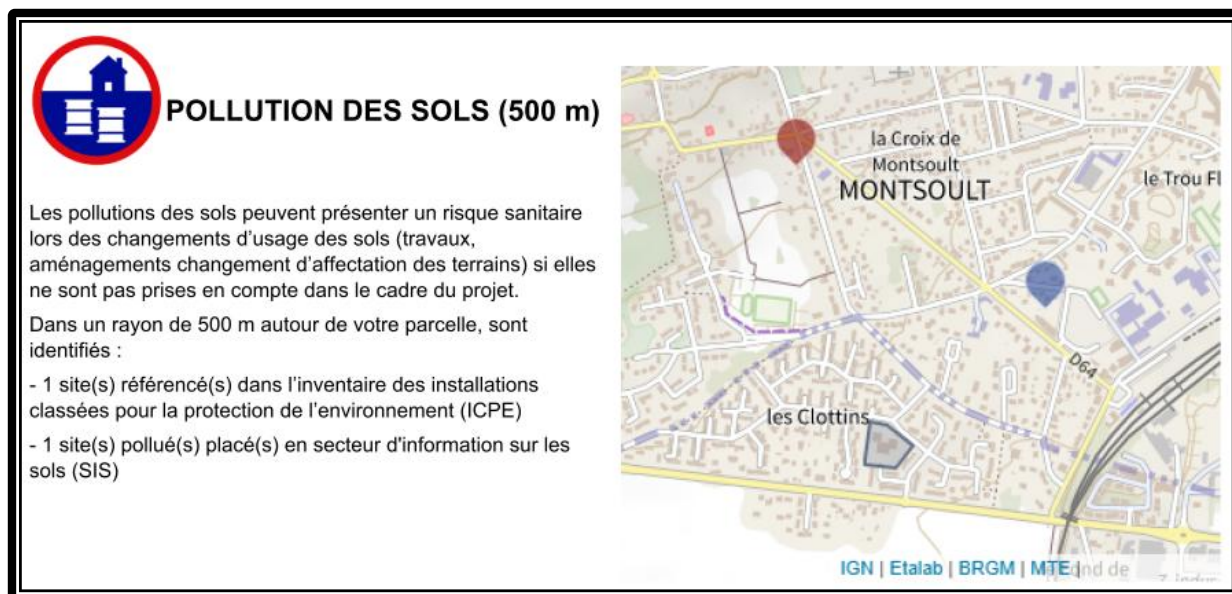 POLLUTION DES SOLS (500 m)
Les pollutions des sols peuvent présenter un risque sanitaire
lors des changements d'usage des sols (travaux,
aménagements changement d'affectation des terrains) si elles
ne sont pas prises en compte dans le cadre du projet.
Dans un rayon de 500 m autour de votre parcelle, sont
identifiés :
- 1 site(s) référencé(s) dans l'inventaire des installations
classées pour la protection de l'environnement (ICPE)
- 1 site(s) pollué(s) placé(s) en secteur d'information sur les
sols (SIS)
la Croix de
Montsoult
MONTSOULT
le Trou Fl
D64
les Clottins
IGN | Etalab | BRGM | MTE |